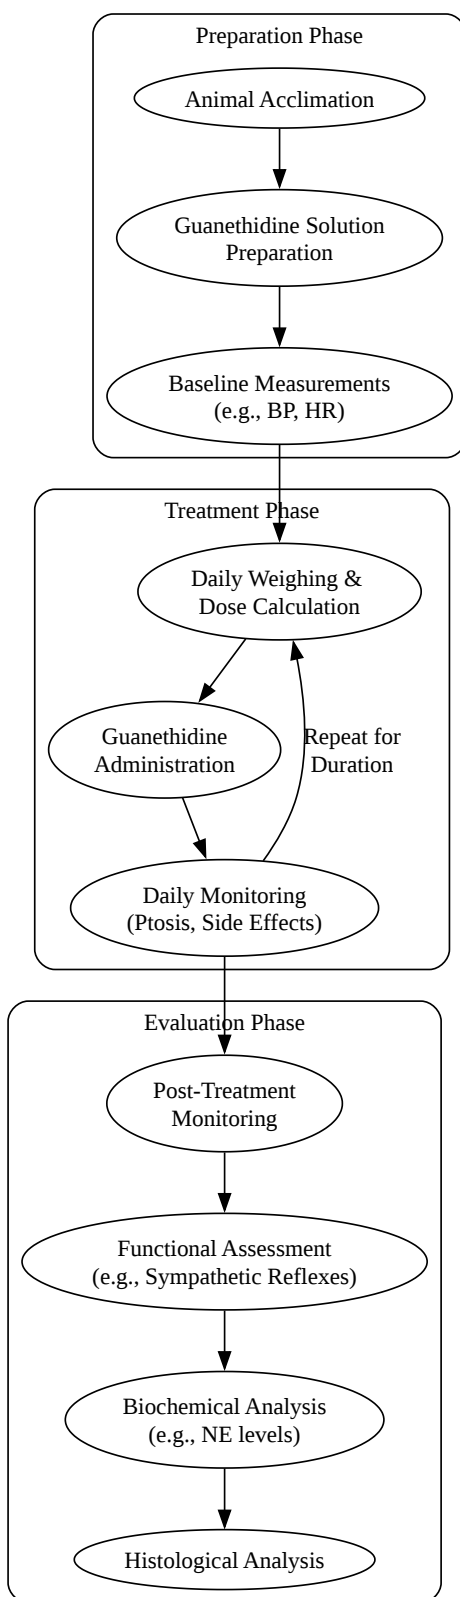 Preparation Phase
Animal Acclimation
Guanethidine Solution
Preparation
Baseline Measurements
(e.g., BP, HR)
Treatment Phase
Daily Weighing &
Dose Calculation
Guanethidine
Administration
Repeat for
Duration
Daily Monitoring
(Ptosis, Side Effects)
Evaluation Phase
Post-Treatment
Monitoring
Functional Assessment
(e.g., Sympathetic Reflexes)
Biochemical Analysis
(e.g., NE levels)
Histological Analysis